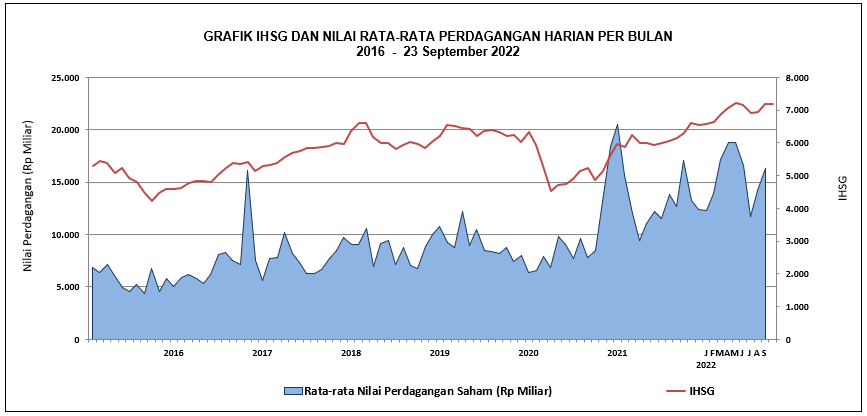 GRAFIK IHSG DAN NILAI RATA-RATA PERDAGANGAN HARIAN PER BULAN
2016 - 23 September 2022
Nilai Perdagangan (Rp Miliar)
25.000
20.000
15.000
10.000
5.000
0
8.000
7.000
6.000
5.000
4.000
3.000
2.000
1.000
0.000
IHSG
2016 2017 2018 2019 2020 2021 J F M A M J J A S
2022
Rata-rata Nilai Perdagangan Saham (Rp Miliar) IHSG